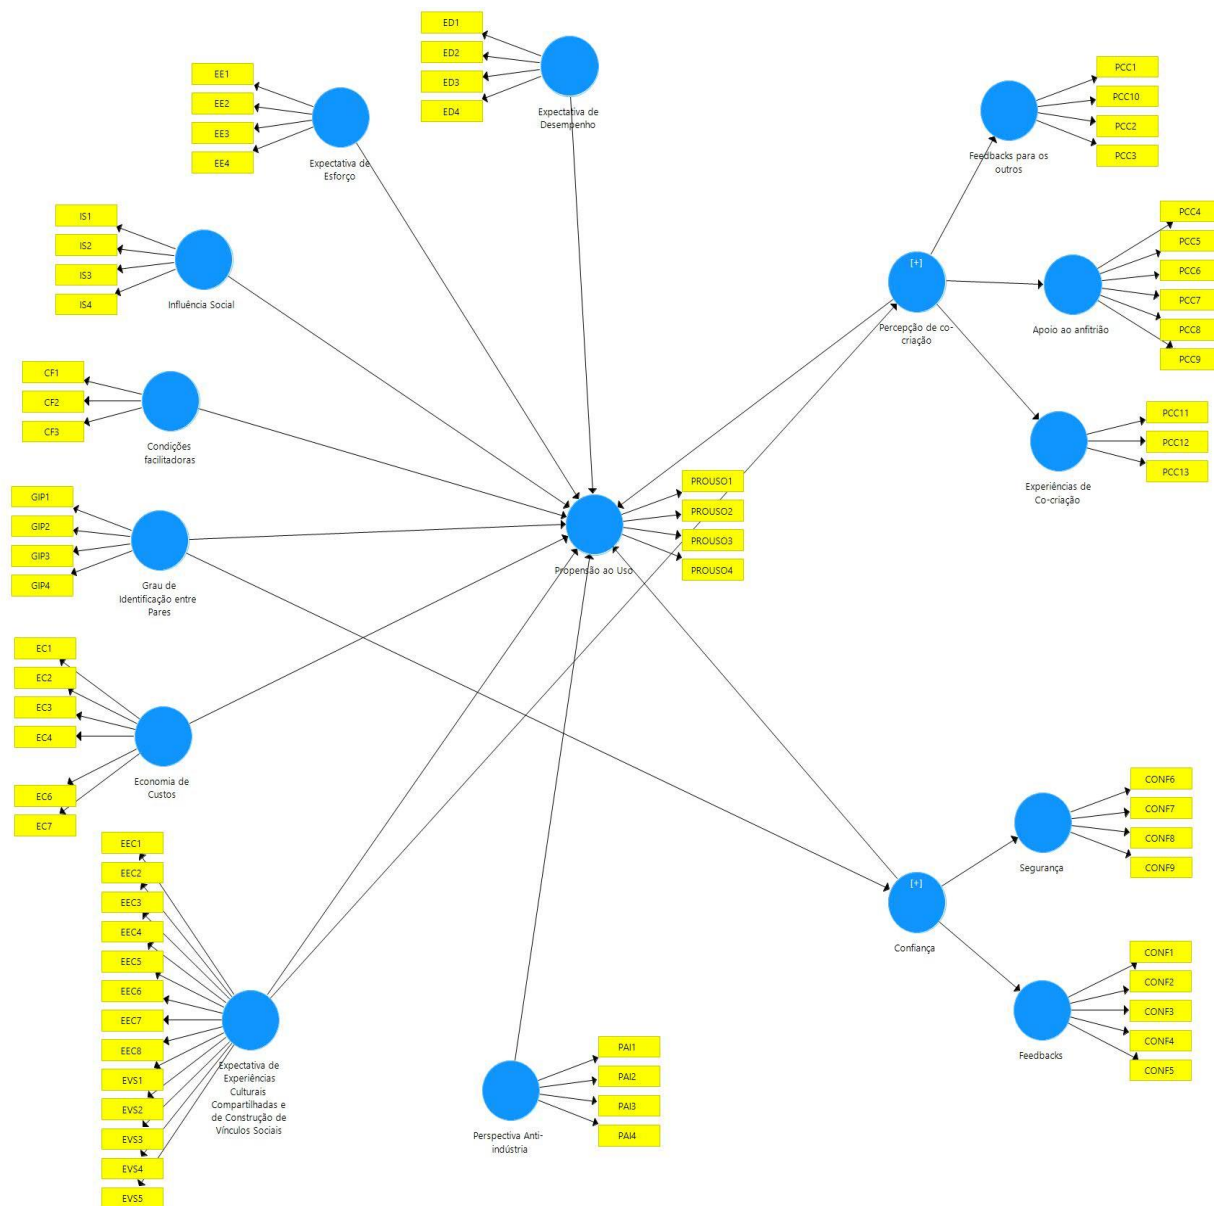 ED1
ED2
ED3
ED4
Expectativa de
Desempenho
EE1
EE2
EE3
EE4
Expectativa de
Esforço
PCC1
PCC10
PCC2
PCC3
Feedbacks para os
outros
IS1
IS2
IS3
IS4
Influência Social
[+]
Percepção de co-
criação
PCC4
PCC5
PCC6
PCC7
PCC8
PCC9
Apoio ao anfitrião
CF1
CF2
CF3
Condições
facilitadoras
PCC11
PCC12
PCC13
Experiências de
Co-criação
GIP1
GIP2
GIP3
GIP4
Grau de
Identificação entre
Pares
PROUSO1
PROUSO2
PROUSO3
PROUSO4
Propensão ao Uso
EC1
EC2
EC3
EC4
EC6
EC7
Economia de
Custos
EEC1
EEC2
EEC3
EEC4
EEC5
EEC6
EEC7
EEC8
EVS1
EVS2
EVS3
EVS4
EVS5
Expectativa de
Experiências
Culturais
Compartilhadas e
de Construção de
Vínculos Sociais
PAI1
PAI2
PAI3
PAI4
Perspectiva Anti-
indústria
[+]
Confiança
CONF6
CONF7
CONF8
CONF9
Segurança
CONF1
CONF2
CONF3
CONF4
CONF5
Feedbacks